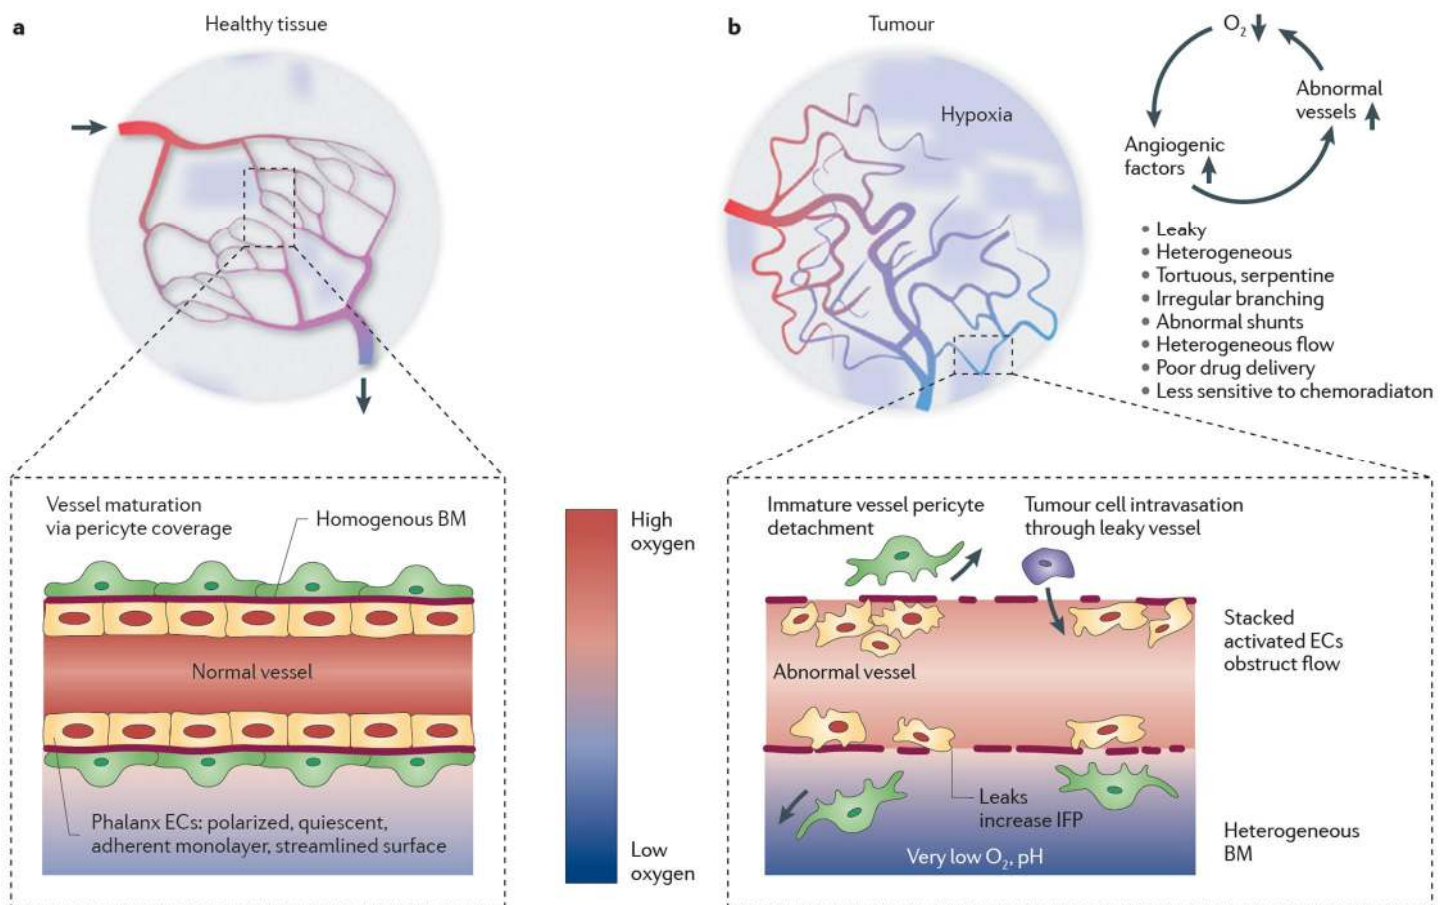 a
Healthy tissue
b
Tumour
Hypoxia
O2
Abnormal
vessels
Angiogenic
factors
• Leaky
• Heterogeneous
• Tortuous, serpentine
• Irregular branching
• Abnormal shunts
• Heterogeneous flow
• Poor drug delivery
• Less sensitive to chemoradiaton
Vessel maturation
via pericyte coverage
Homogenous BM
Normal vessel
Phalanx ECs: polarized, quiescent,
adherent monolayer, streamlined surface
High
oxygen
Low
oxygen
Immature vessel pericyte
detachment
Tumour cell intravasation
through leaky vessel
Abnormal vessel
Stacked
activated ECs
obstruct flow
Leaks
increase IFP
Very low O2, pH
Heterogeneous
BM